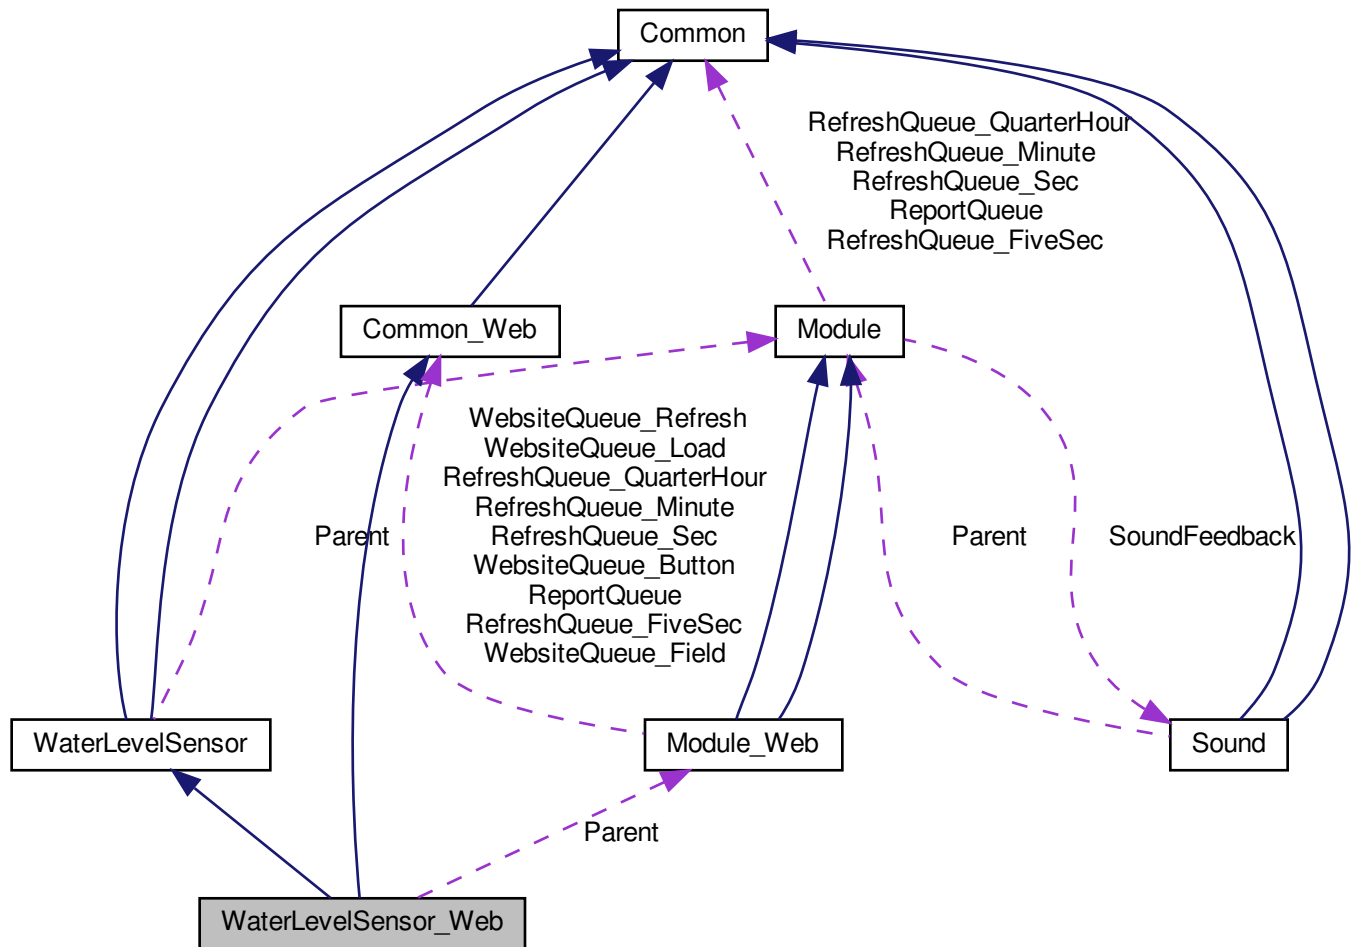 Common
RefreshQueue_QuarterHour
RefreshQueue_Minute
RefreshQueue_Sec
ReportQueue
RefreshQueue_FiveSec
Common_Web
Module
WebsiteQueue_Refresh
WebsiteQueue_Load
RefreshQueue_QuarterHour
RefreshQueue_Minute
RefreshQueue_Sec
WebsiteQueue_Button
ReportQueue
RefreshQueue_FiveSec
WebsiteQueue_Field
Parent
Parent
SoundFeedback
WaterLevelSensor
Module_Web
Sound
Parent
WaterLevelSensor_Web